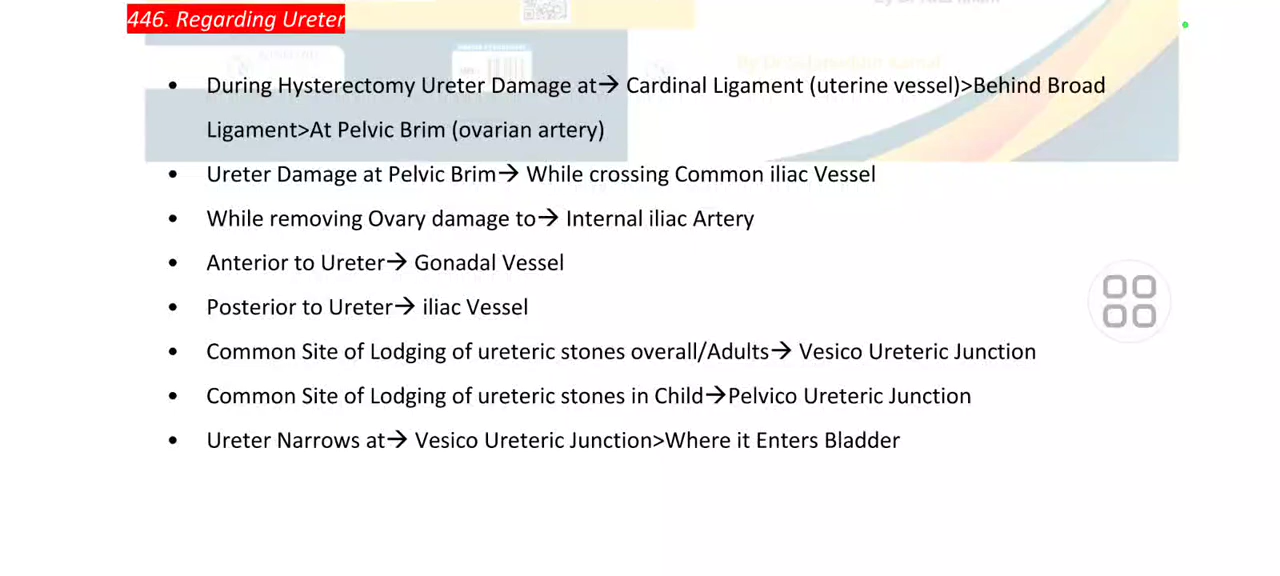 446. Regarding Ureter
• During Hysterectomy Ureter Damage at→ Cardinal Ligament (uterine vessel)>Behind Broad
Ligament>At Pelvic Brim (ovarian artery)
• Ureter Damage at Pelvic Brim→ While crossing Common iliac Vessel
• While removing Ovary damage to→ Internal iliac Artery
• Anterior to Ureter→ Gonadal Vessel
• Posterior to Ureter→ iliac Vessel
• Common Site of Lodging of ureteric stones overall/Adults→ Vesico Ureteric Junction
• Common Site of Lodging of ureteric stones in Child→Pelvico Ureteric Junction
• Ureter Narrows at→ Vesico Ureteric Junction>Where it Enters Bladder